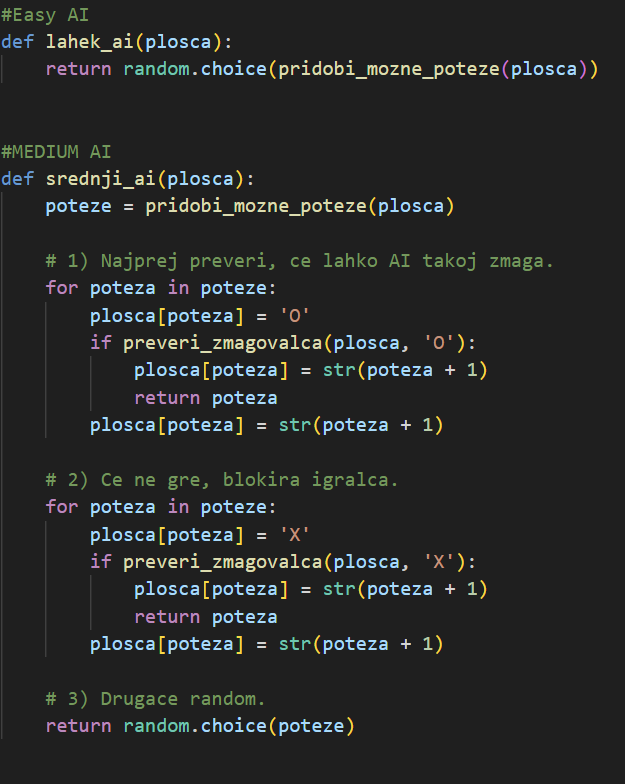 #Easy AI
def lahek_ai(plosca):
    return random.choice(pridobi_mozne_poteze(plosca))
#MEDIUM AI
def srednji_ai(plosca):
    poteze = pridobi_mozne_poteze(plosca)
    # 1) Najprej preveri, ce lahko AI takoj zmaga.
    for poteza in poteze:
        plosca[poteza] = 'O'
        if preveri_zmagovalca(plosca, 'O'):
            plosca[poteza] = str(poteza + 1)
            return poteza
        plosca[poteza] = str(poteza + 1)
    # 2) Ce ne gre, blokira igralca.
    for poteza in poteze:
        plosca[poteza] = 'X'
        if preveri_zmagovalca(plosca, 'X'):
            plosca[poteza] = str(poteza + 1)
            return poteza
        plosca[poteza] = str(poteza + 1)
    # 3) Drugace random.
    return random.choice(poteze)